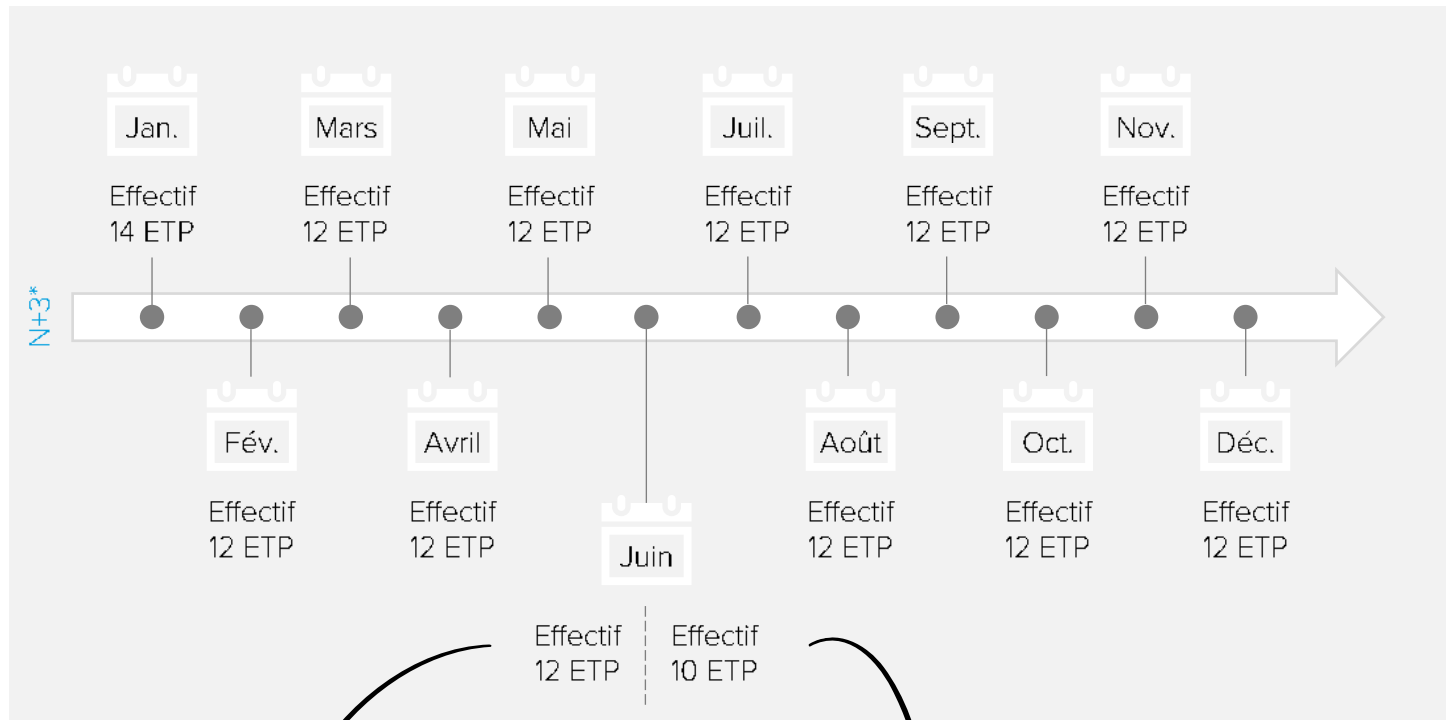 Jan.
Mars
Mai
Juil.
Sept.
Nov.
Effectif
14 ETP
Effectif
12 ETP
Effectif
12 ETP
Effectif
12 ETP
Effectif
12 ETP
Effectif
12 ETP
N+3*
Fév.
Avril
Août
Oct.
Déc.
Effectif
12 ETP
Effectif
12 ETP
Effectif
12 ETP
Effectif
12 ETP
Effectif
12 ETP
Juin
Effectif
12 ETP
Effectif
10 ETP